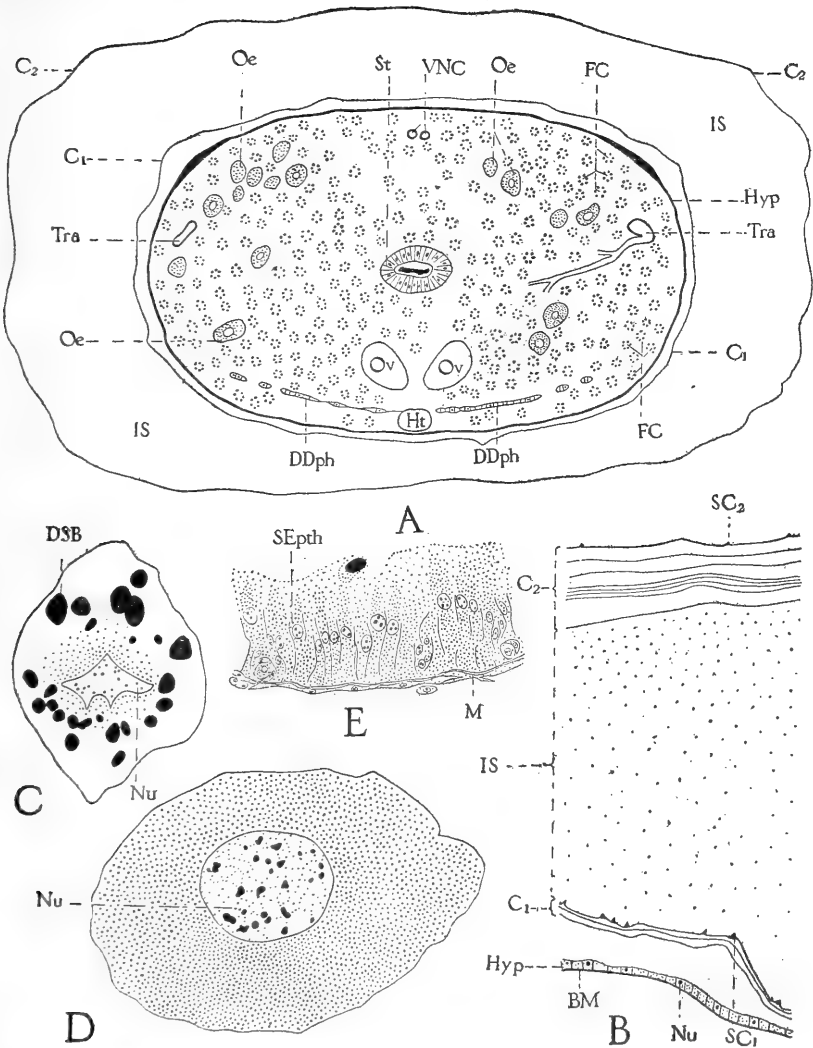 Oe St VNC Oe FC
C₂ C₂
IS
C₁
Hyp
Tra Tra
Oe
Ov Ov
C₁
Ht
IS FC
DDph DDph
A
SC₂
DSB SEpth
C₂
M
E
Nu
C
IS
Nu
C₁
Hyp
BM
D Nu SC₁
B